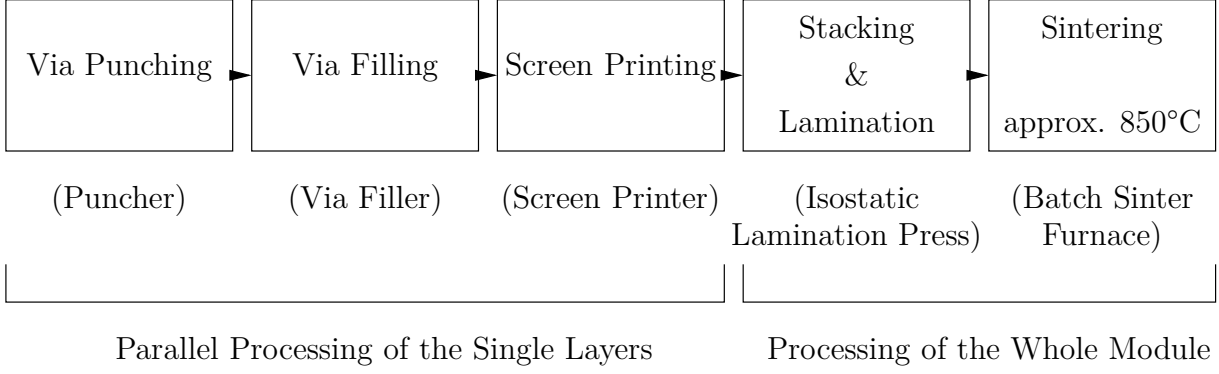 Via Punching
Via Filling
Screen Printing
Stacking
&
Lamination
Sintering
approx. 850°C
(Puncher)
(Via Filler)
(Screen Printer)
(Isostatic
Lamination Press)
(Batch Sinter
Furnace)
Parallel Processing of the Single Layers
Processing of the Whole Module